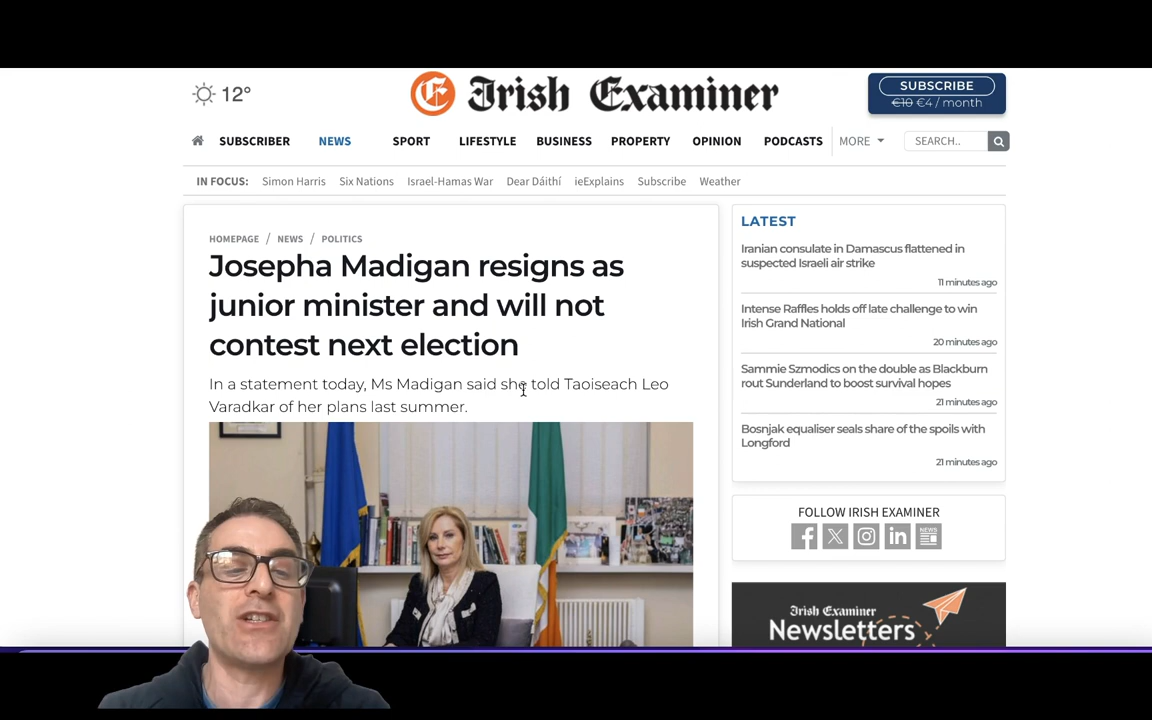 12°
Irish Examiner
SUBSCRIBE
€10 €4 / month
SUBSCRIBER NEWS SPORT LIFESTYLE BUSINESS PROPERTY OPINION PODCASTS MORE SEARCH..
IN FOCUS: Simon Harris Six Nations Israel-Hamas War Dear Dáithí ieExplains Subscribe Weather
HOMEPAGE / NEWS / POLITICS
Josepha Madigan resigns as
junior minister and will not
contest next election
In a statement today, Ms Madigan said she told Taoiseach Leo
Varadkar of her plans last summer.
LATEST
Iranian consulate in Damascus flattened in
suspected Israeli air strike
11 minutes ago
Intense Raffles holds off late challenge to win
Irish Grand National
20 minutes ago
Sammie Szmodics on the double as Blackburn
rout Sunderland to boost survival hopes
21 minutes ago
Bosnjak equaliser seals share of the spoils with
Longford
21 minutes ago
FOLLOW IRISH EXAMINER
NEWS
Irish Examiner
Newsletters